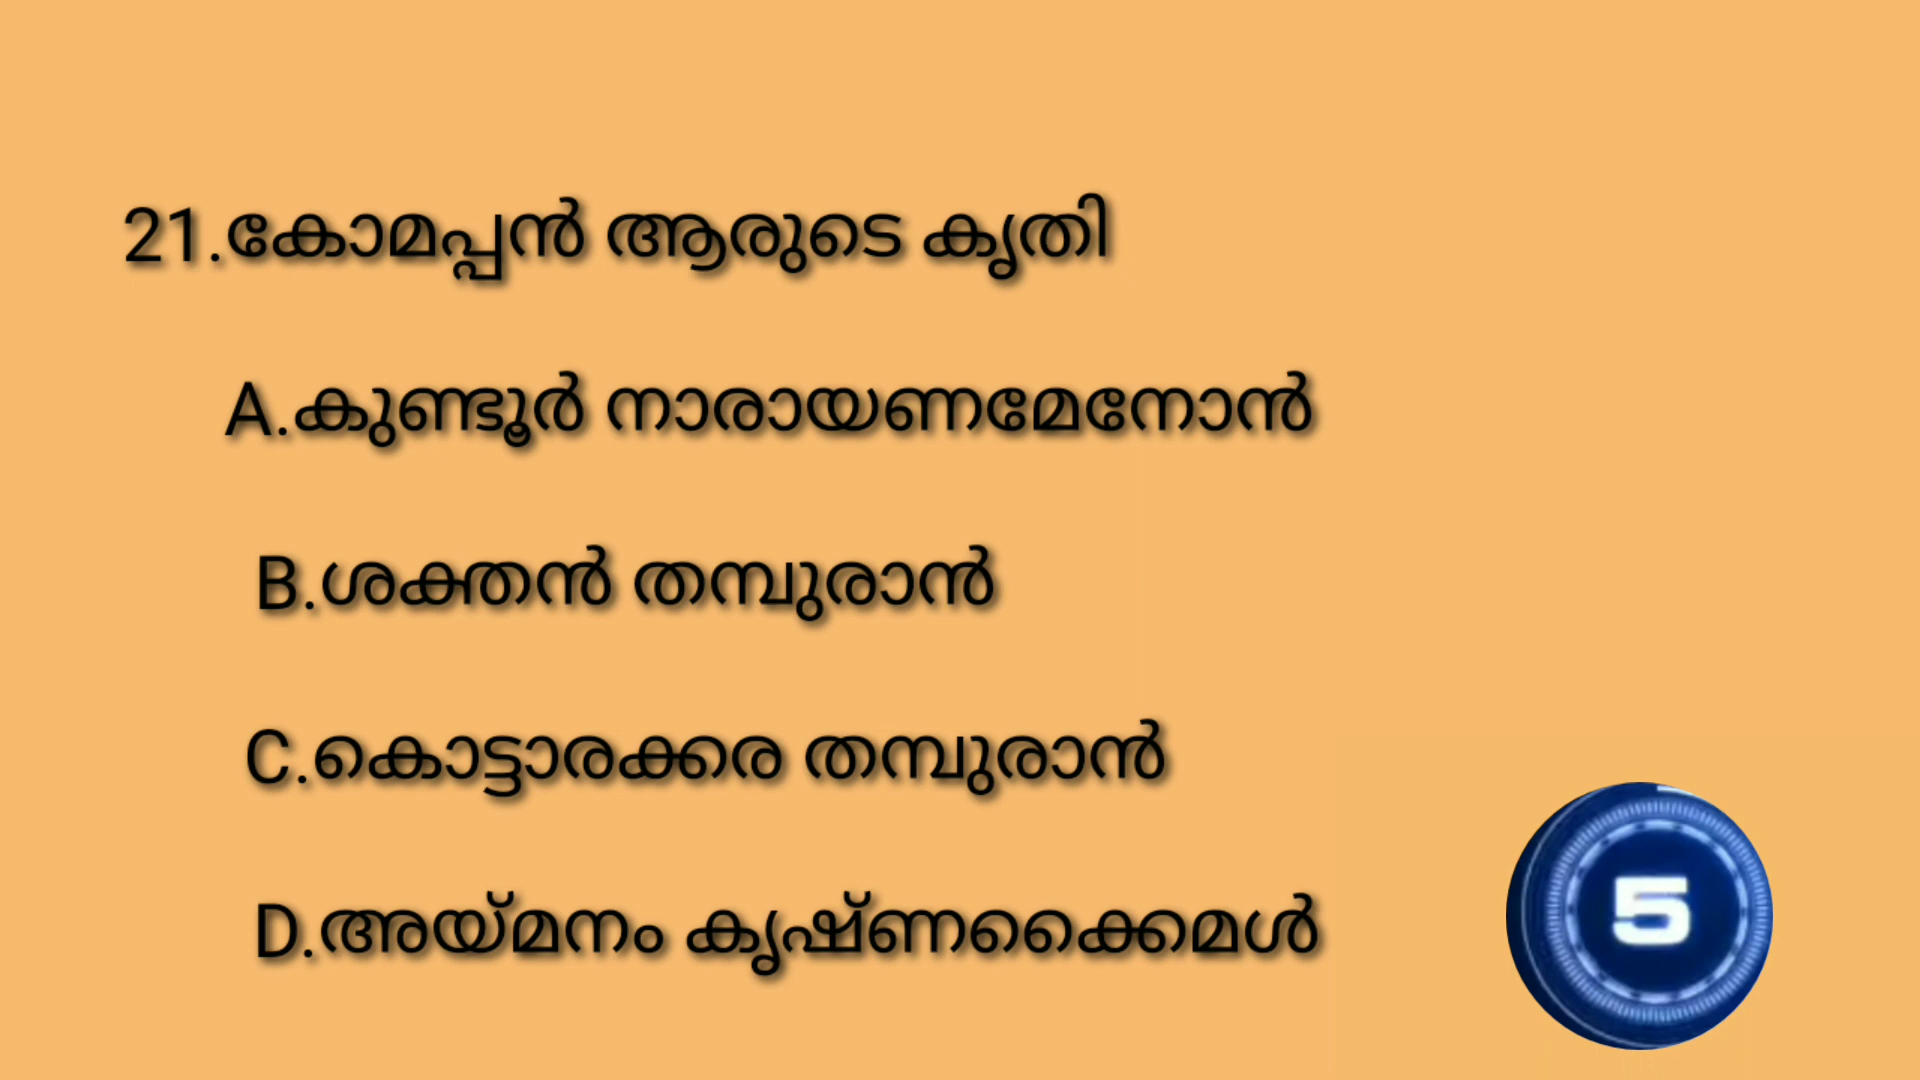 21.കോമപ്പൻ ആരുടെ കൃതി
A.കുണ്ടൂർ നാരായണമേനോൻ
B.ശക്തൻ തമ്പുരാൻ
C.കൊട്ടാരക്കര തമ്പുരാൻ
D.അയ്മനം കൃഷ്ണക്കൈമൾ
5